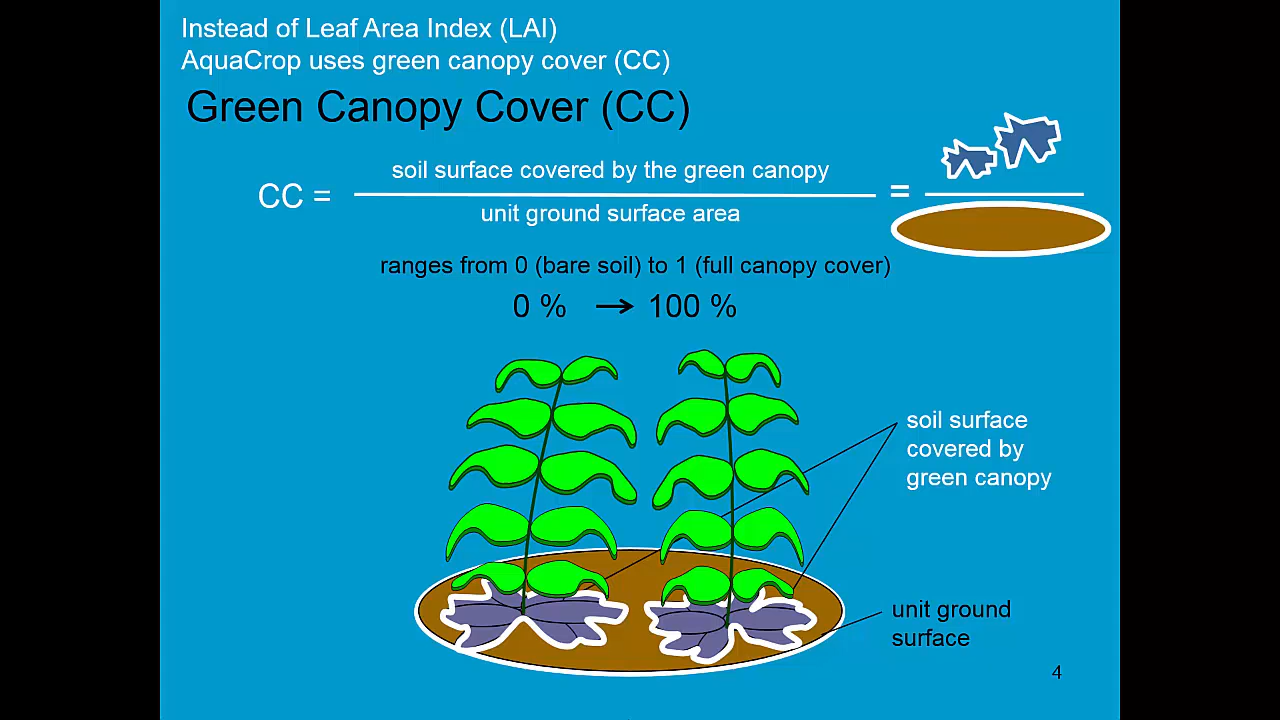 Instead of Leaf Area Index (LAI)
AquaCrop uses green canopy cover (CC)
Green Canopy Cover (CC)
CC = soil surface covered by the green canopy =
unit ground surface area
ranges from 0 (bare soil) to 1 (full canopy cover)
0 % → 100 %
soil surface
covered by
green canopy
unit ground
surface
4